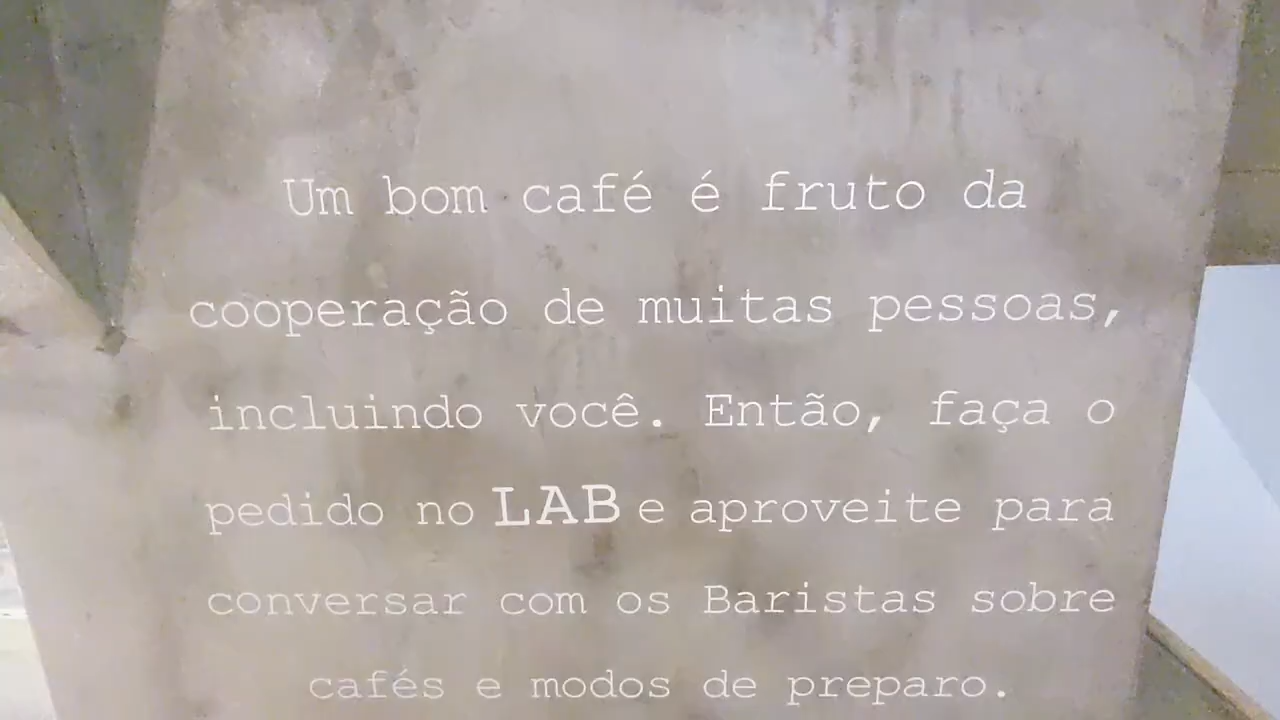 Um bom café é fruto da
cooperação de muitas pessoas,
incluindo você. Então, faça o
pedido no LAB e aproveite para
conversar com os Baristas sobre
cafés e modos de preparo.